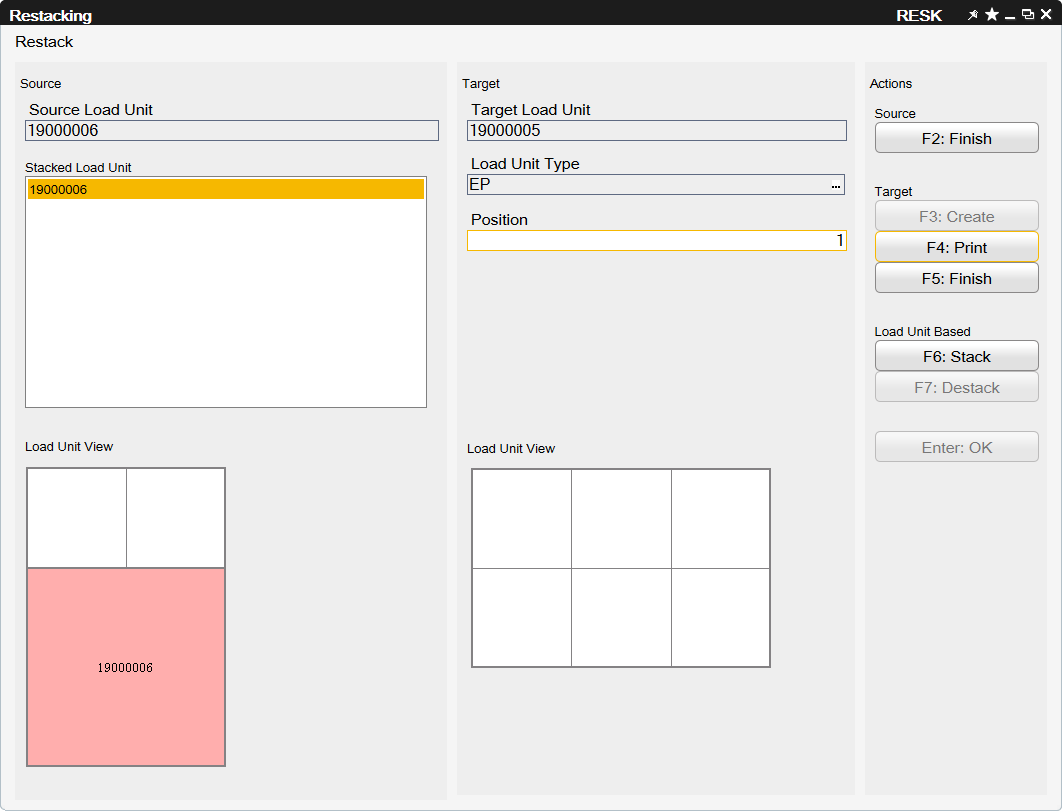 Restacking RESK
Restack
Source
Source Load Unit
19000006
Stacked Load Unit
19000006
Load Unit View
19000006
Target
Target Load Unit
19000005
Load Unit Type
EP ...
Position
1
Load Unit View
Actions
Source
F2: Finish
Target
F3: Create
F4: Print
F5: Finish
Load Unit Based
F6: Stack
F7: Destack
Enter: OK